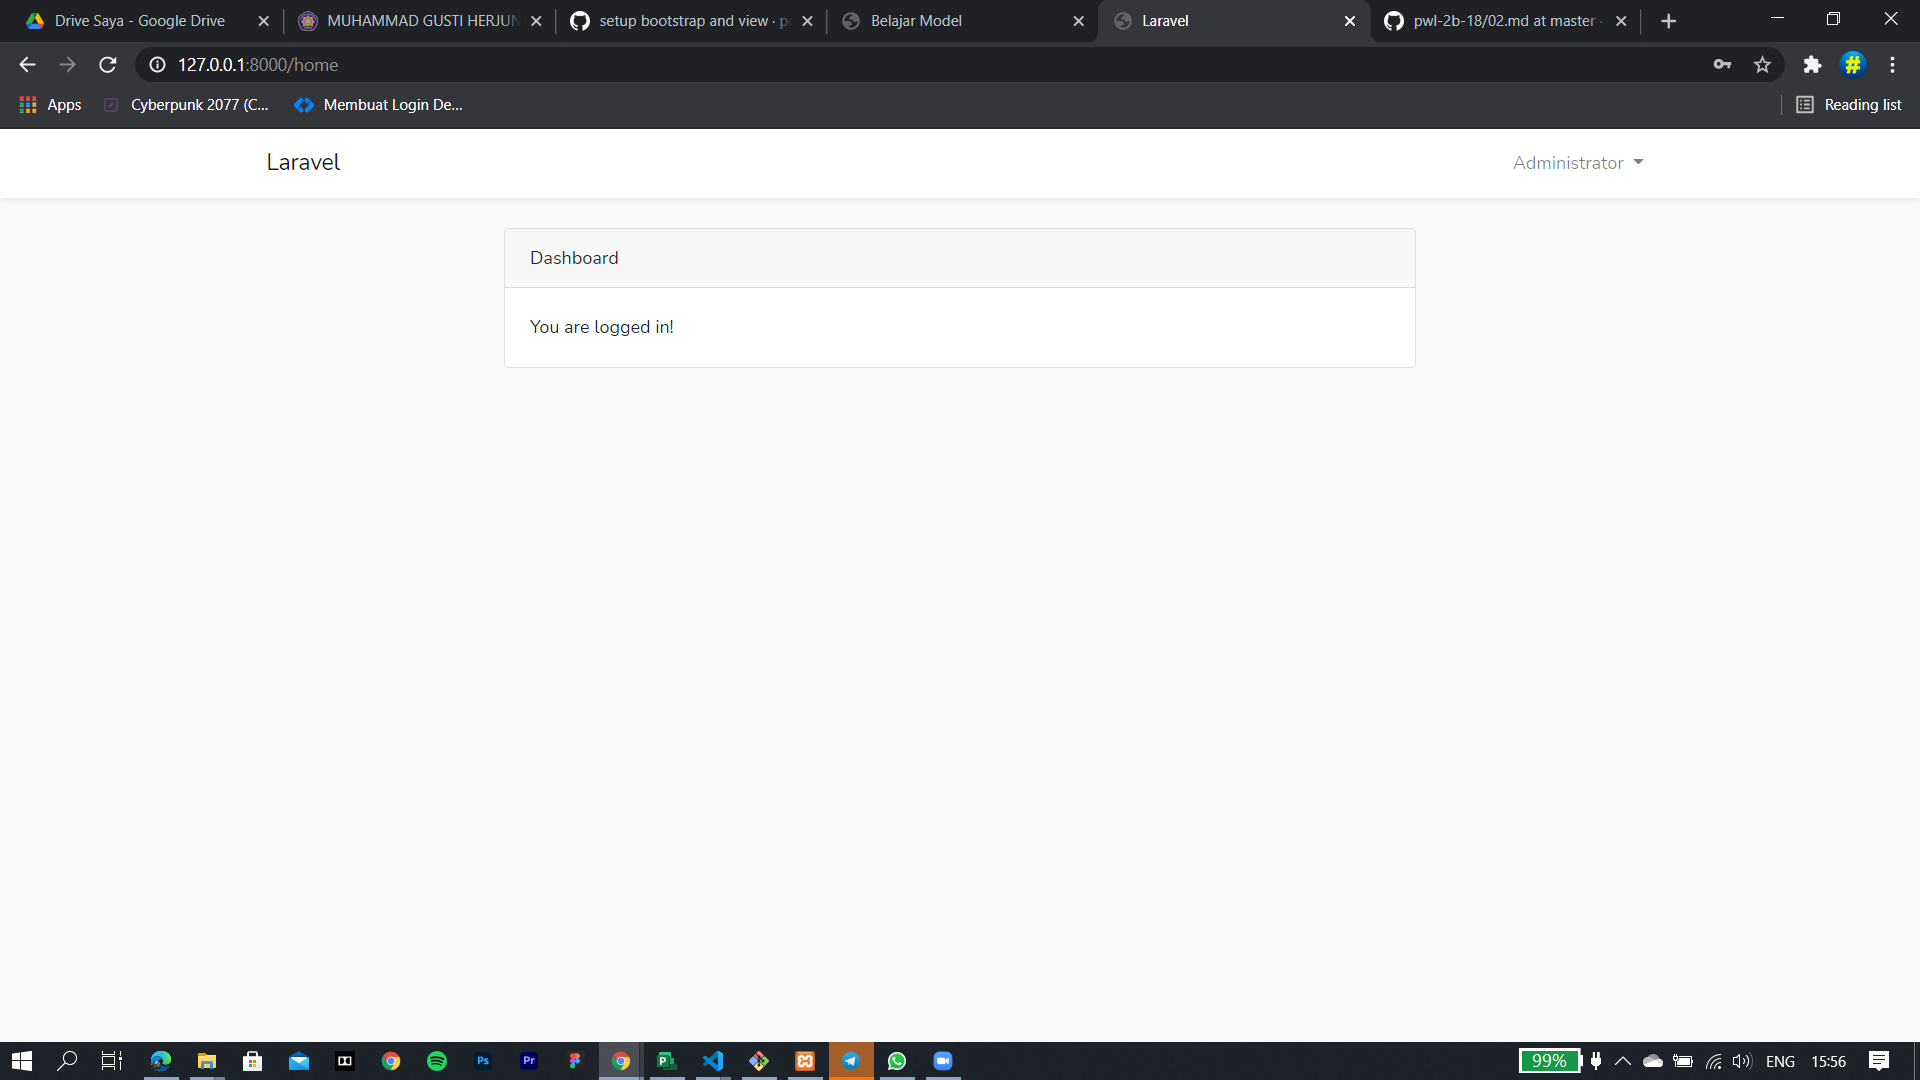 Drive Saya - Google Drive
MUHAMMAD GUSTI HERJUN
setup bootstrap and view · p
Belajar Model
Laravel
pwl-2b-18/02.md at master
127.0.0.1:8000/home
Apps
Cyberpunk 2077 (C...
Membuat Login De...
Reading list
Laravel
Administrator
Dashboard
You are logged in!
Ps
Pr
99%
ENG
15:56